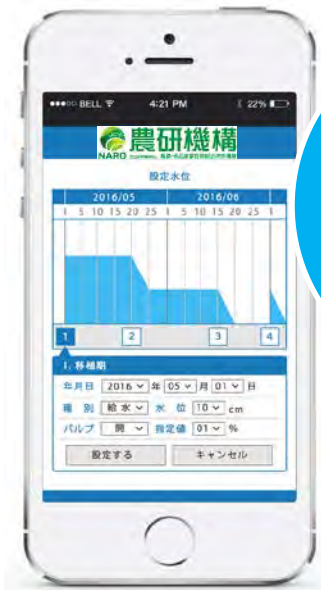 BELL 4:21 PM 22%
農研機構
NARO
設定水位
2016/05 2016/06
1 5 10 15 20 25 1 5 10 15 20 25 1
1 2 3 4
1. 移植期
年月日 2016 年 05 月 01 日
種 別 給水 水 位 10 cm
バルブ 開 指定値 01 %
設定する キャンセル